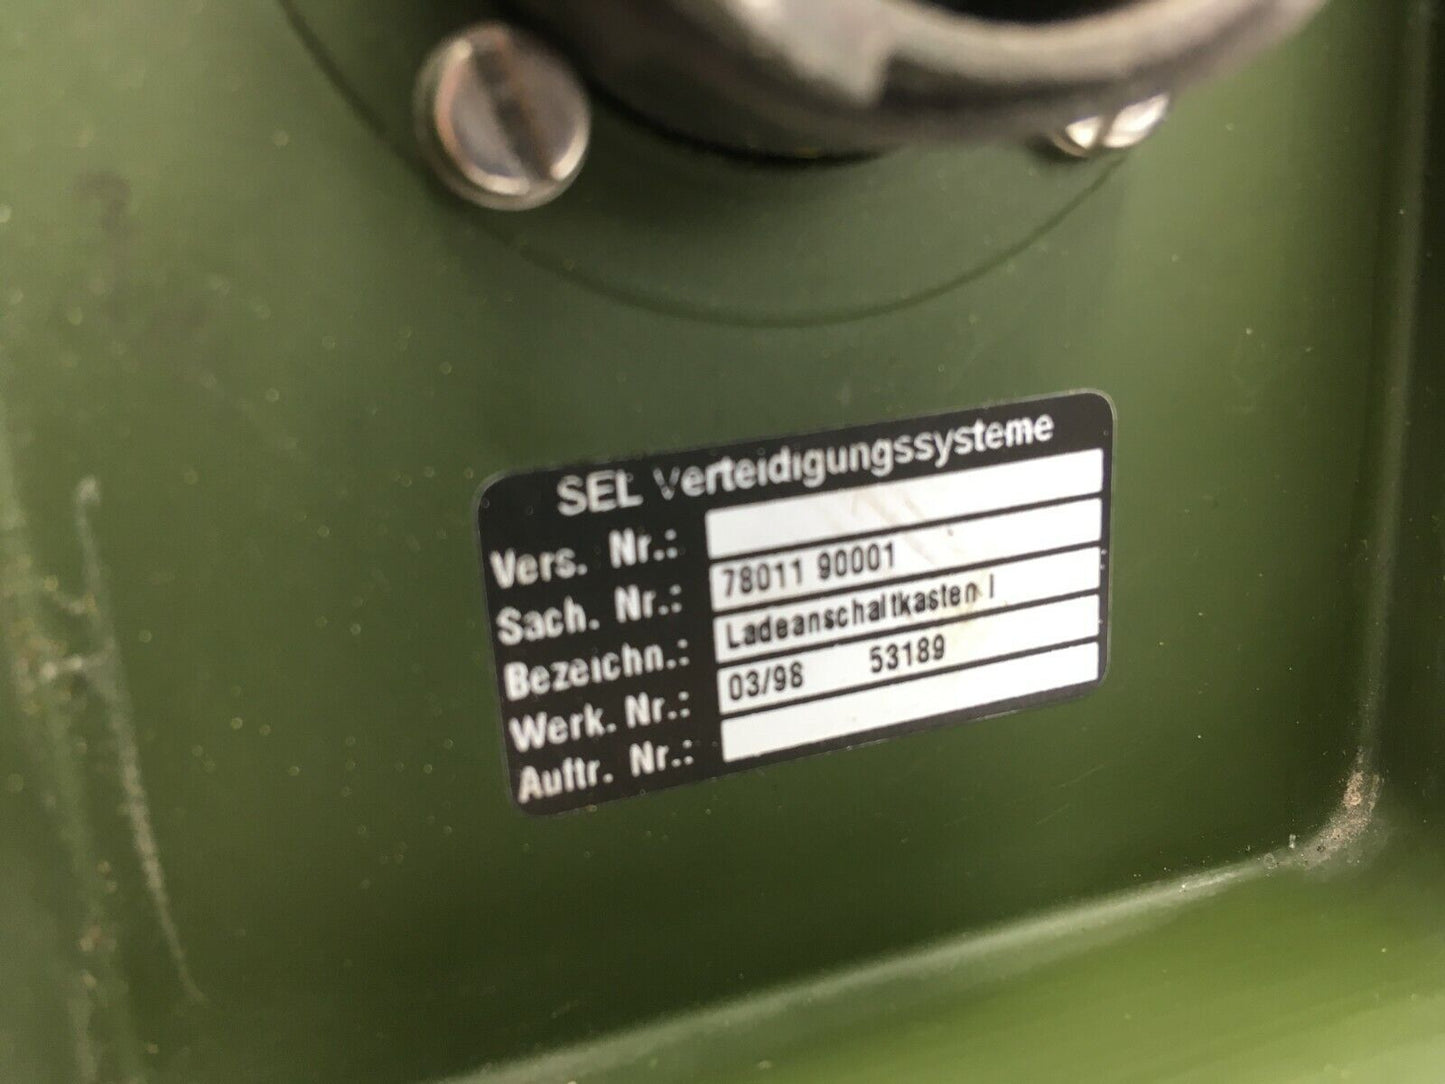 SEL Verteidigungssysteme
Vers. Nr.:
Sach. Nr.: 78011 90001
Bezeichn.: Ladeanschaltkasten I
Werk. Nr.: 03/98 53189
Auftr. Nr.: